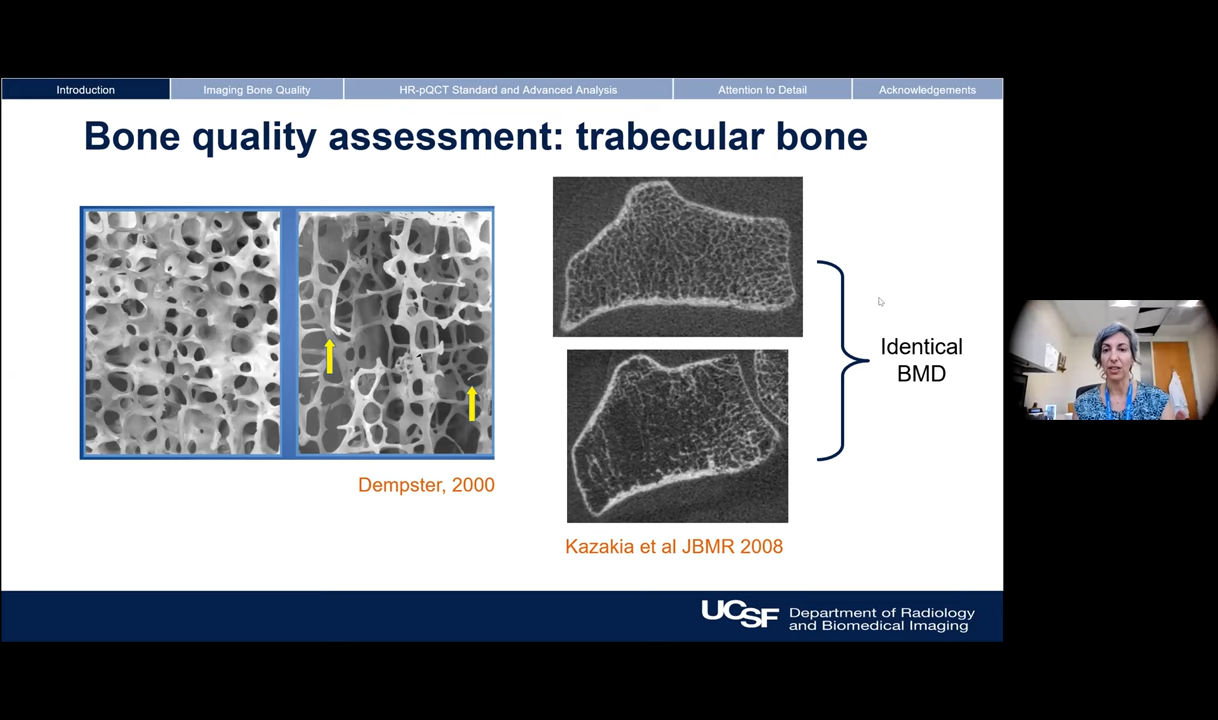 Introduction
Imaging Bone Quality
HR-pQCT Standard and Advanced Analysis
Attention to Detail
Acknowledgements
Bone quality assessment: trabecular bone
Identical
BMD
Dempster, 2000
Kazakia et al JBMR 2008
UCSF
Department of Radiology
and Biomedical Imaging